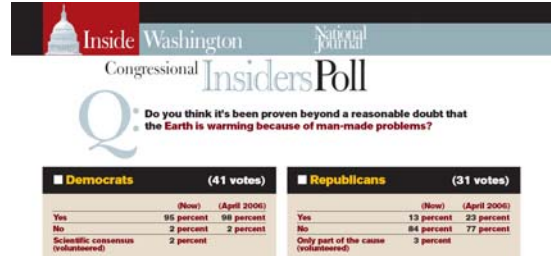 Inside Washington
National Journal
Congressional Insiders Poll
Q: Do you think it's been proven beyond a reasonable doubt that
the Earth is warming because of man-made problems?
■ Democrats (41 votes)
(Now) (April 2006)
Yes 95 percent 98 percent
No 2 percent 2 percent
Scientific consensus 2 percent
(volunteered)
■ Republicans (31 votes)
(Now) (April 2006)
Yes 13 percent 23 percent
No 84 percent 77 percent
Only part of the cause 3 percent
(volunteered)